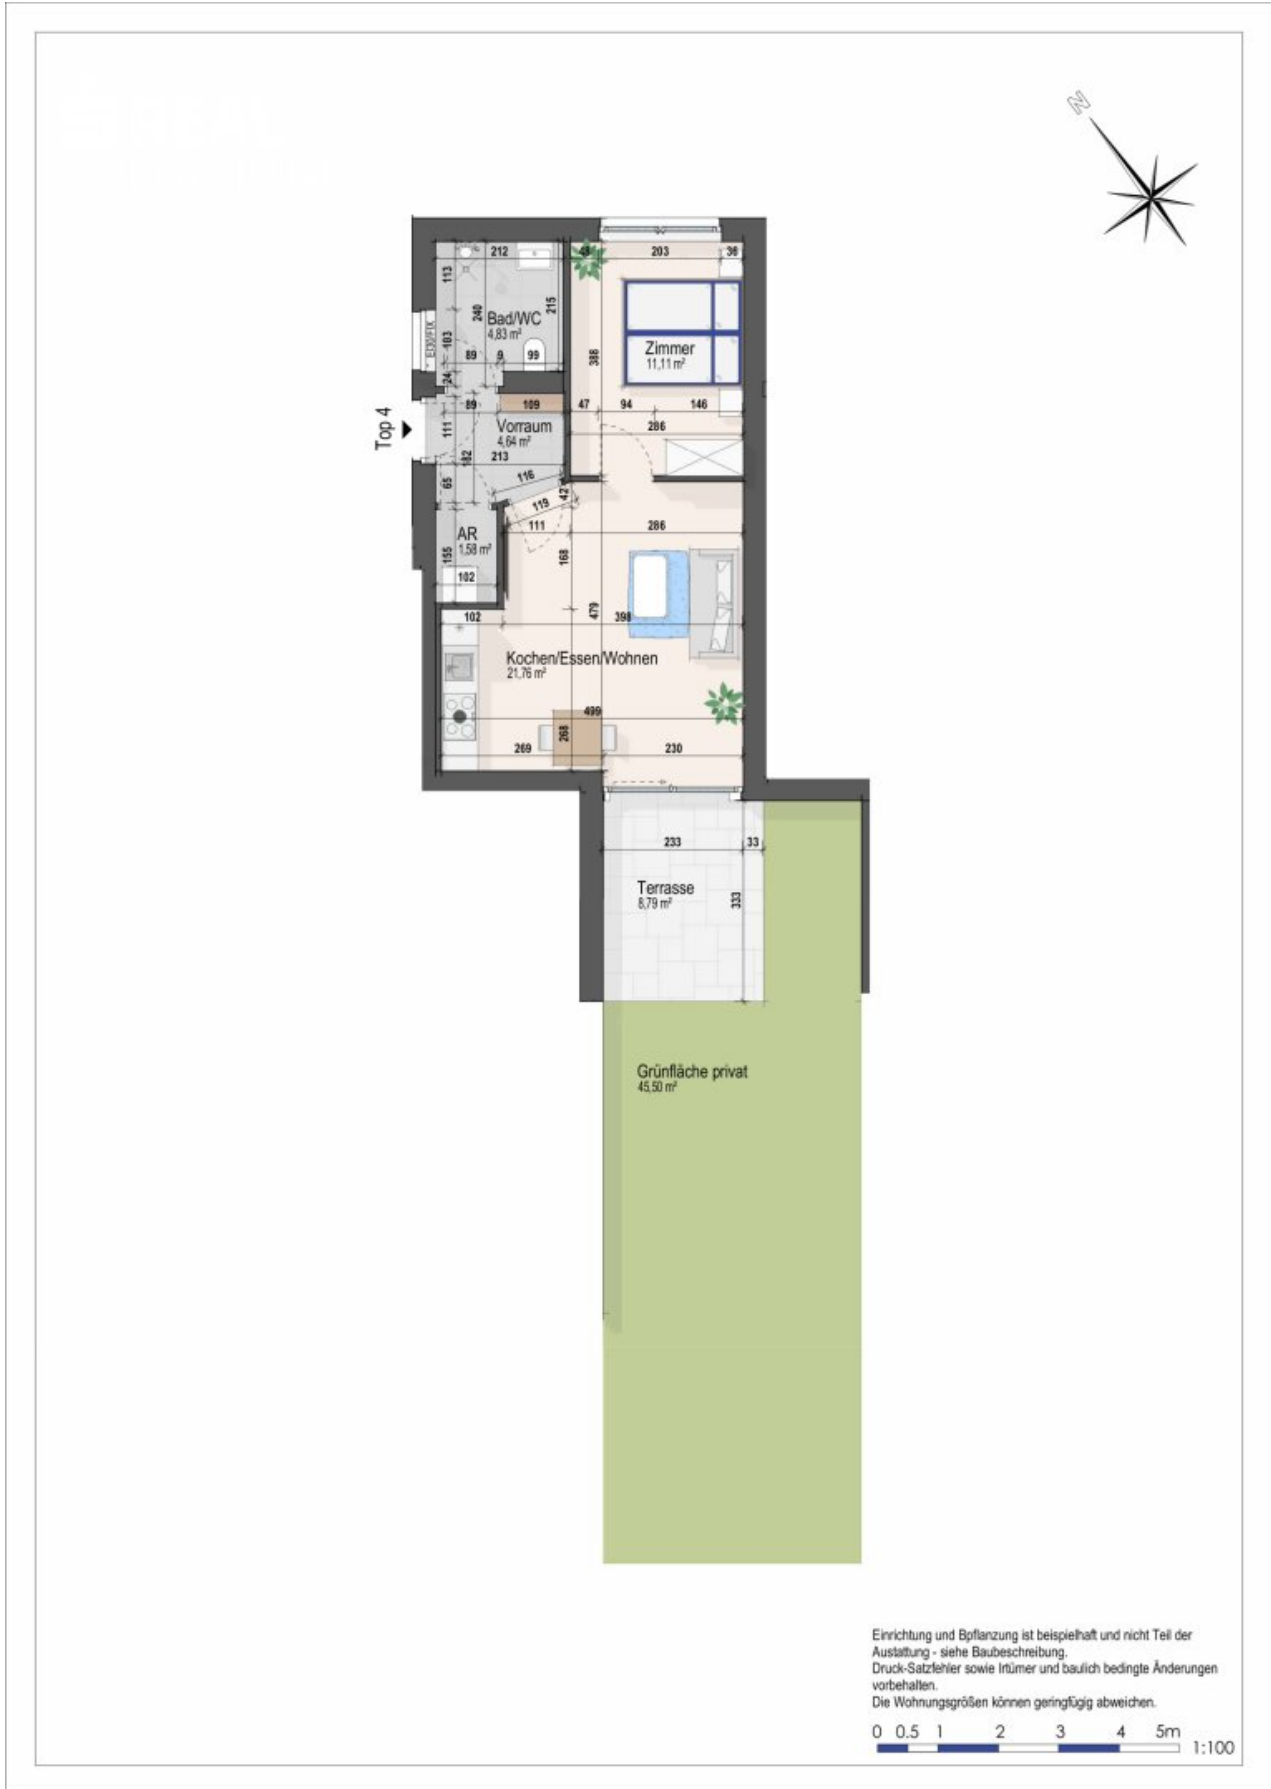 N
212
48
203
36
113
240
215
Bad/WC
4,83 m²
EI30/FIX
103
89
9
99
24
388
Zimmer
11,11 m²
Top 4
89
109
47
94
146
111
Vorraum
4,64 m²
286
182
213
65
116
42
119
111
286
AR
1,58 m²
155
168
102
102
479
398
Kochen/Essen/Wohnen
21,76 m²
499
268
269
230
233
33
Terrasse
8,79 m²
333
Grünfläche privat
45,50 m²
Einrichtung und Bpflanzung ist beispielhaft und nicht Teil der
Austattung - siehe Baubeschreibung.
Druck-Satzfehler sowie Irtümer und baulich bedingte Änderungen
vorbehalten.
Die Wohnungsgrößen können geringfügig abweichen.
0 0.5 1 2 3 4 5m
1:100